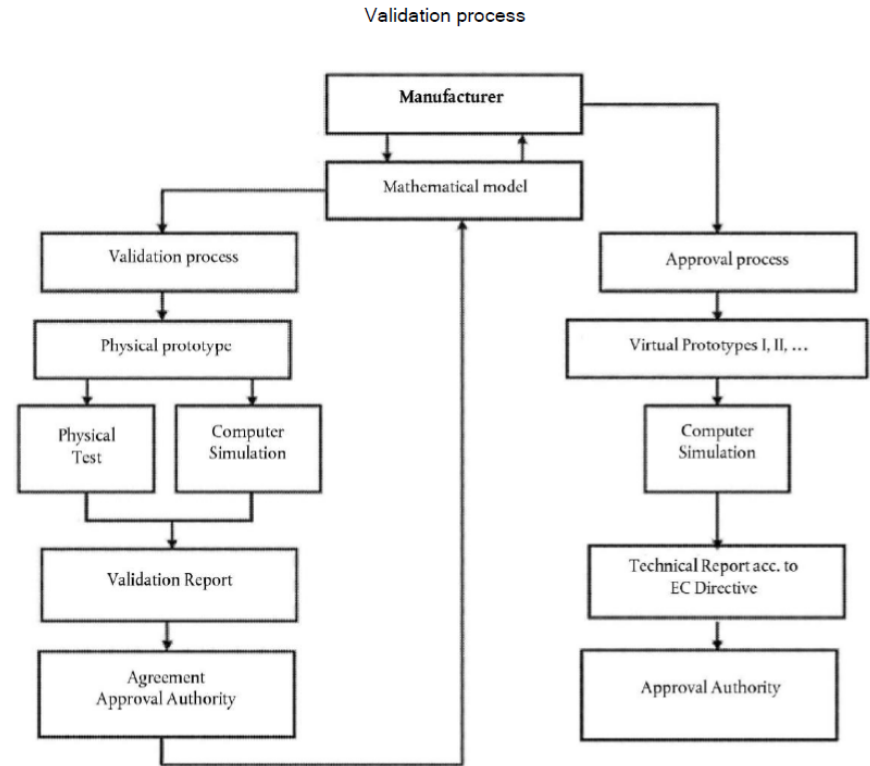 Validation process
Manufacturer
Mathematical model
Validation process
Approval process
Physical prototype
Virtual Prototypes I, II, ...
Physical
Test
Computer
Simulation
Computer
Simulation
Validation Report
Technical Report acc. to
EC Directive
Agreement
Approval Authority
Approval Authority